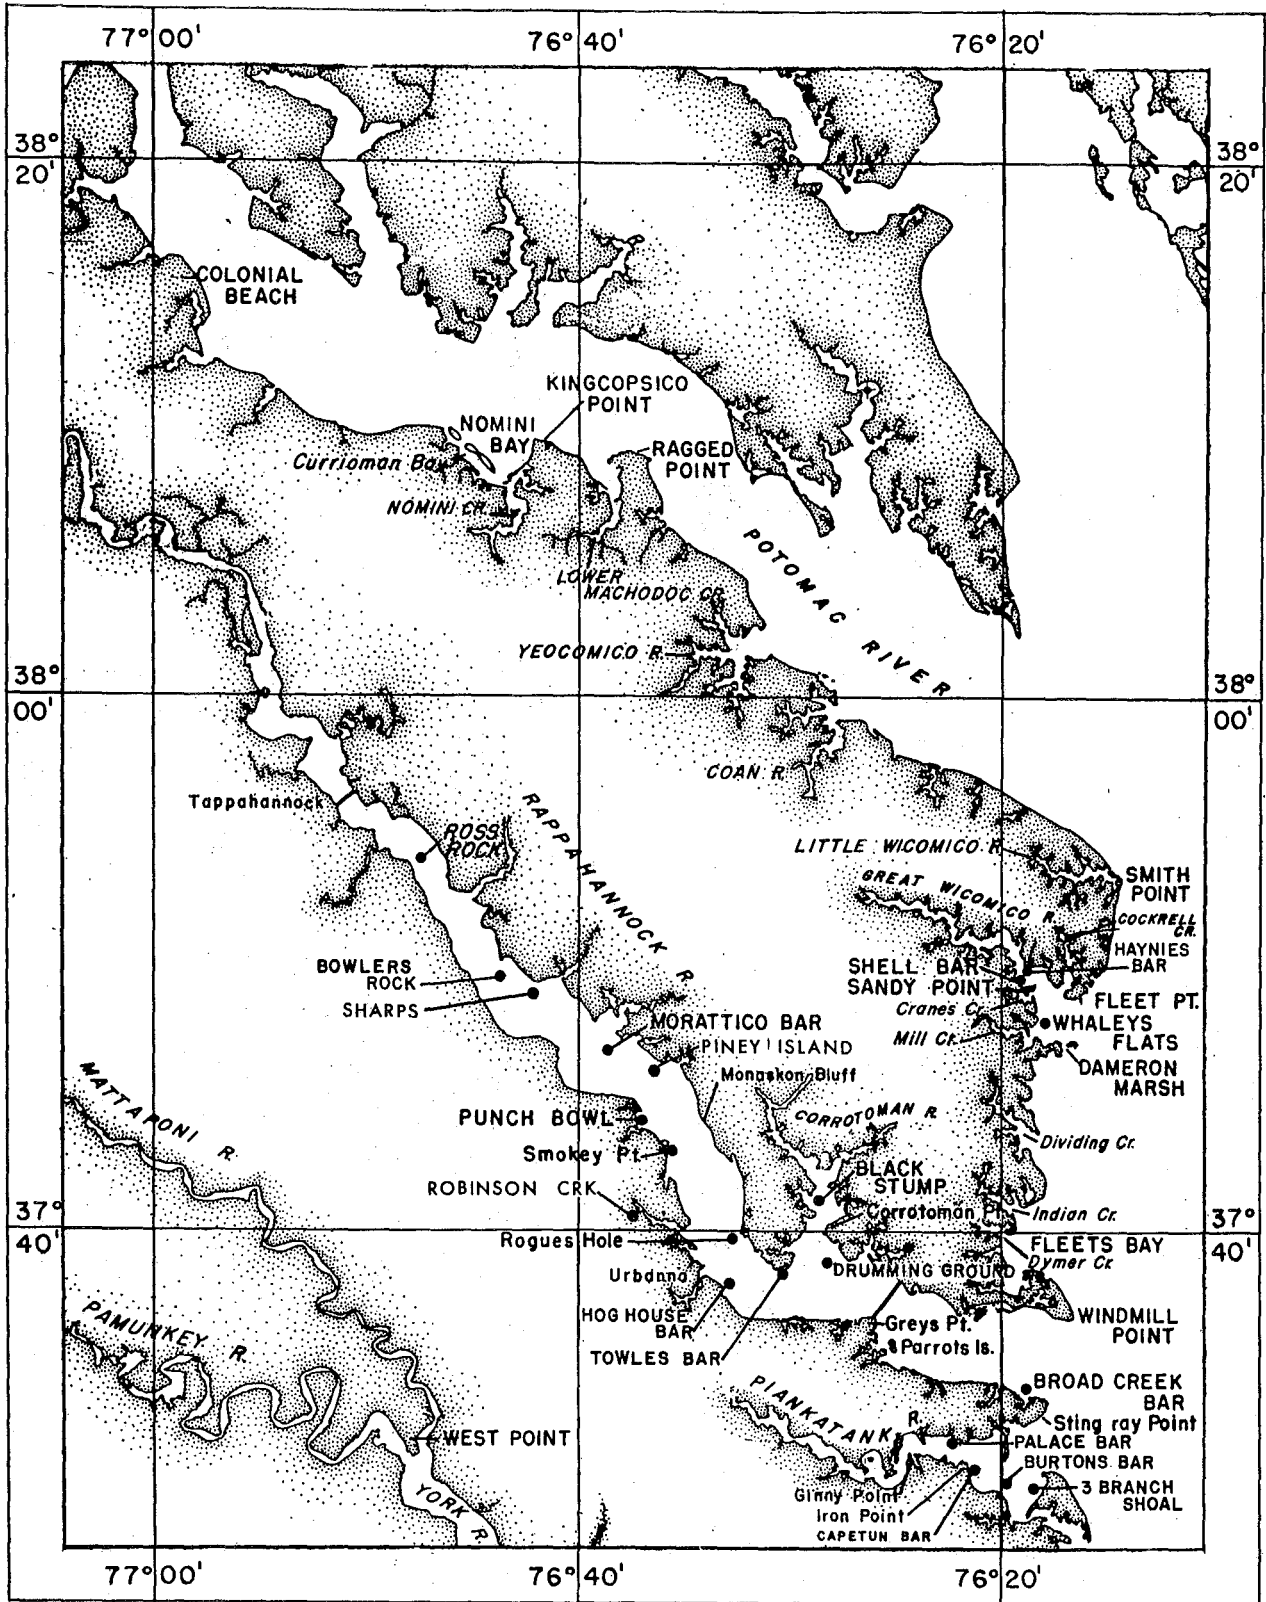 77°00'
76°40'
76°20'
38°
20'
38°
20'
COLONIAL
BEACH
KINGCOPSICO
POINT
NOMINI
BAY
RAGGED
POINT
Currioman Bay
NOMINI CR.
LOWER
MACHODOC CR.
POTOMAC RIVER
YEOCOMICO R.
38°
00'
38°
00'
COAN R.
Tappahannock
ROSS
ROCK
RAPPAHANNOCK R.
LITTLE WICOMICO R.
GREAT WICOMICO R.
SMITH
POINT
COCKRELL
CR.
HAYNIES
BAR
BOWLERS
ROCK
SHELL BAR
SANDY POINT
SHARPS
Cranes Cr.
FLEET PT.
MORATTICO BAR
WHALEYS
FLATS
Mill Cr.
PINEY ISLAND
DAMERON
MARSH
Monaskon Bluff
MATTAPONI R.
PUNCH BOWL
CORROTOMAN R.
Smokey Pt.
Dividing Cr.
BLACK
STUMP
ROBINSON CRK
Corrotoman Pt.
Indian Cr.
37°
40'
37°
40'
Rogues Hole
FLEETS BAY
Dymer Cr.
Urbanna
DRUMMING GROUND
HOG HOUSE
BAR
Greys Pt.
& Parrots Is.
WINDMILL
POINT
PAMUNKEY R.
TOWLES BAR
PIANKATANK R.
BROAD CREEK
BAR
Sting ray Point
WEST POINT
PALACE BAR
BURTONS BAR
YORK R.
Ginny Point
Iron Point
CAPETUN BAR
3 BRANCH
SHOAL
77°00'
76°40'
76°20'